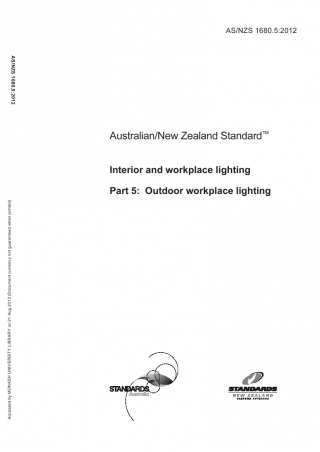 AS/NZS 1680.5:2012
AS/NZS 1680.5:2012
Australian/New Zealand Standard™
Interior and workplace lighting
Part 5: Outdoor workplace lighting
Accessed by MONASH UNIVERSITY LIBRARY on 21 Aug 2013 (Document currency not guaranteed when printed)
STANDARDS
Australia
STANDARDS
NEW ZEALAND